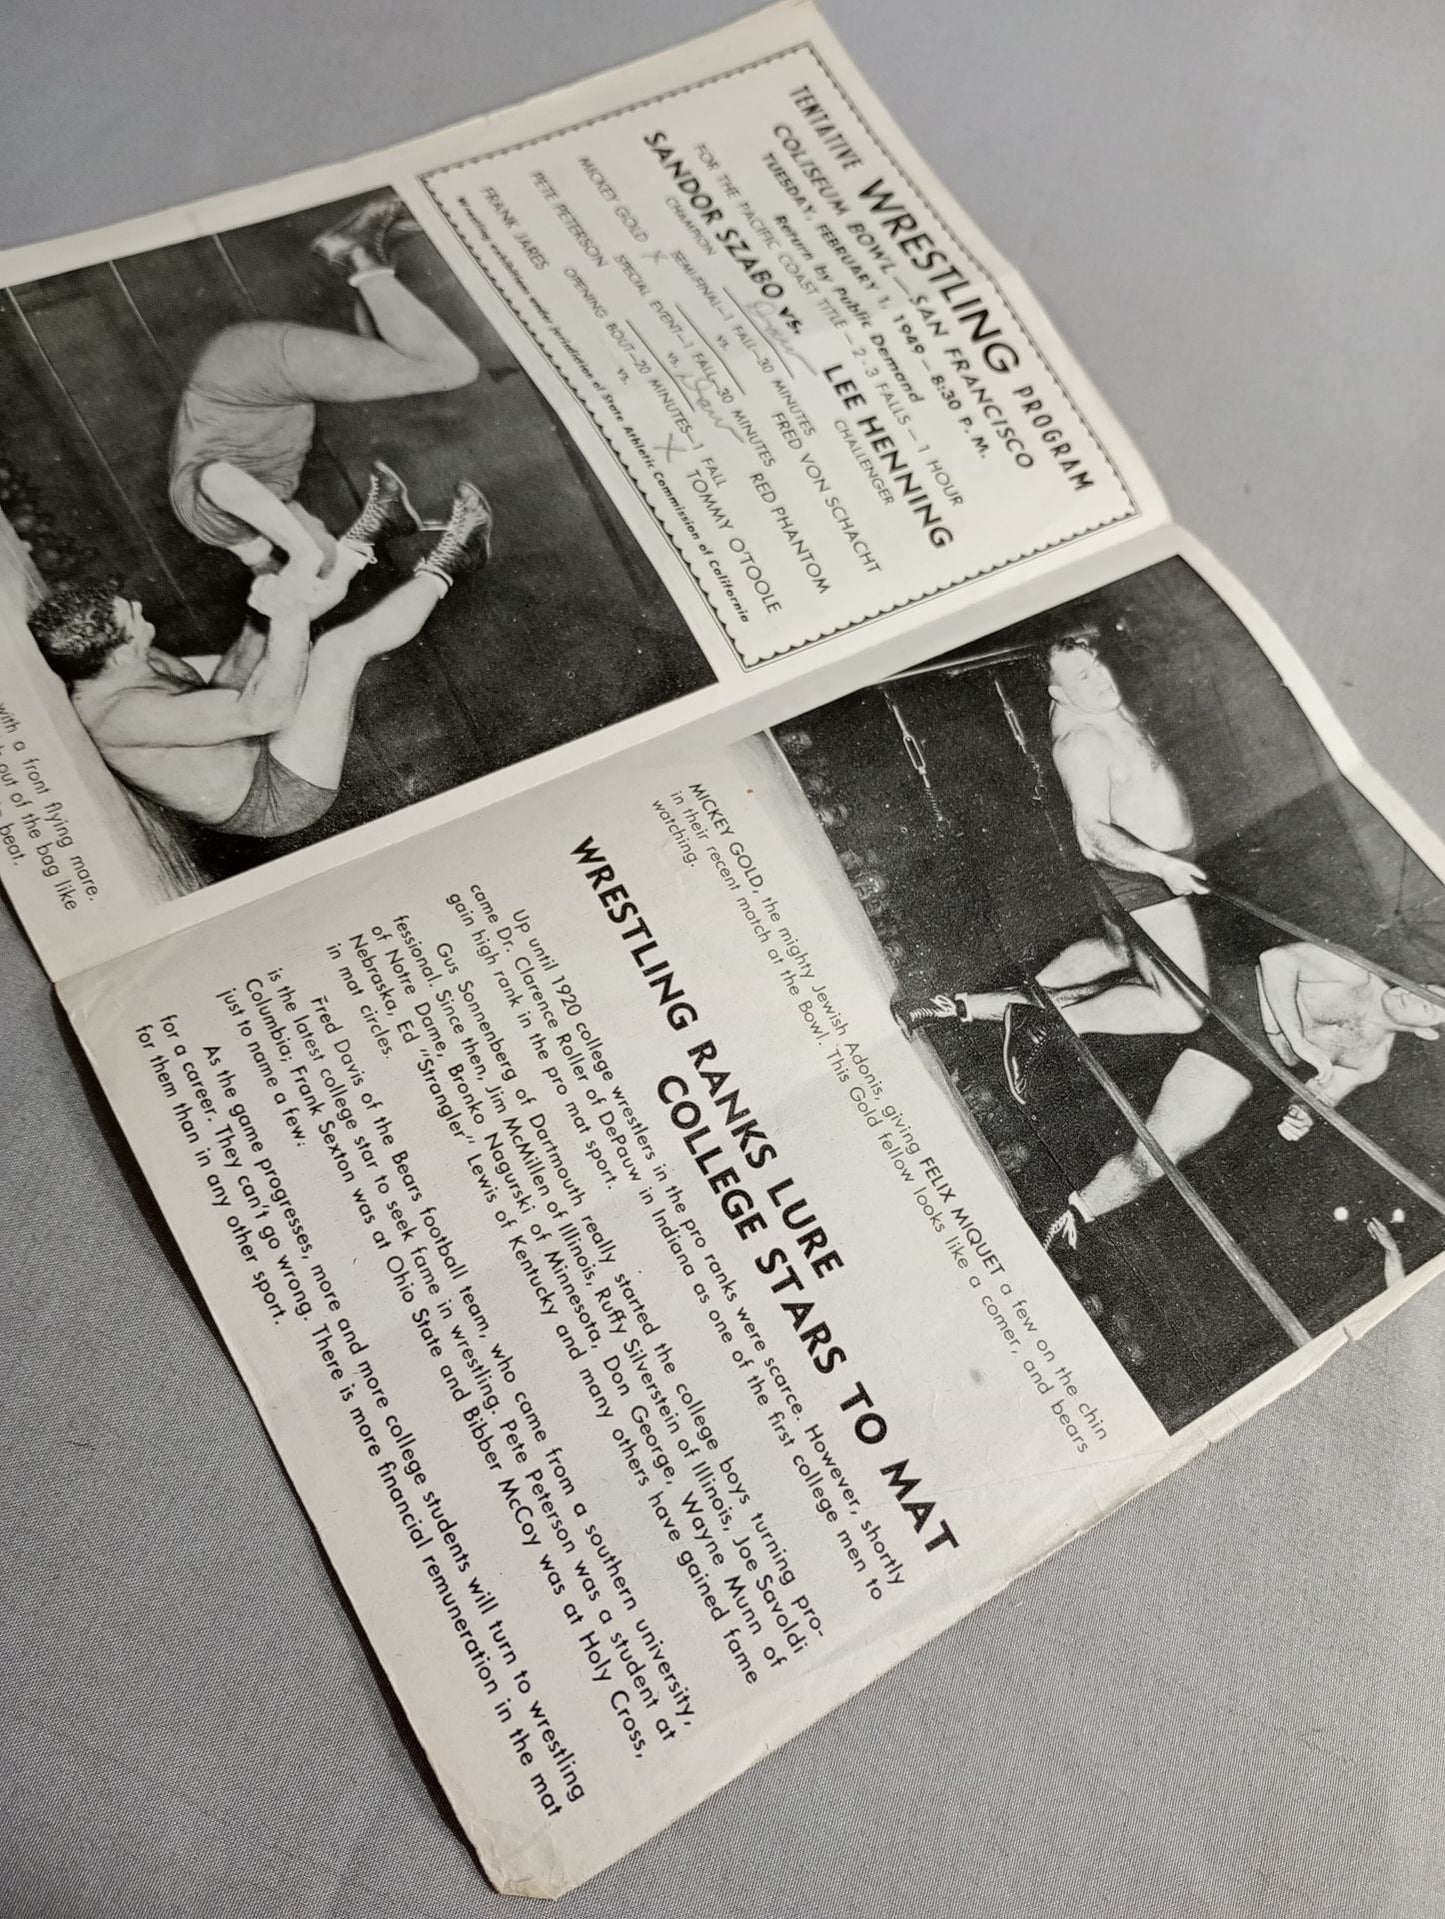 TENTATIVE WRESTLING PROGRAM
COLISEUM BOWL — SAN FRANCISCO
TUESDAY, FEBRUARY 1, 1949 — 8:30 P. M.
Return by Public Demand
FOR THE PACIFIC COAST TITLE — 2-3 FALLS — 1 HOUR
CHAMPION CHALLENGER
SANDOR SZABO vs. LEE HENNING
Draw
SEMI-FINAL—1 FALL—30 MINUTES
MICKEY GOLD X vs. FRED VON SCHACHT
SPECIAL EVENT—1 FALL—30 MINUTES
PETE PETERSON vs. Draw RED PHANTOM
OPENING BOUT—20 MINUTES—1 FALL
FRANK JARES vs. X TOMMY O'TOOLE
Wrestling exhibitions under jurisdiction of State Athletic Commission of California
with a front flying mare.
out of the bag like
beat.
MICKEY GOLD, the mighty Jewish Adonis, giving FELIX MIQUET a few on the chin
in their recent match at the Bowl. This Gold fellow looks like a comer, and bears
watching.
WRESTLING RANKS LURE
COLLEGE STARS TO MAT
Up until 1920 college wrestlers in the pro ranks were scarce. However, shortly
came Dr. Clarence Roller of DePauw in Indiana as one of the first college men to
gain high rank in the pro mat sport.
Gus Sonnenberg of Dartmouth really started the college boys turning pro-
fessional. Since then, Jim McMillen of Illinois, Ruffy Silverstein of Illinois, Joe Savoldi
of Notre Dame, Bronko Nagurski of Minnesota, Don George, Wayne Munn of
Nebraska, Ed "Strangler" Lewis of Kentucky and many others have gained fame
in mat circles.
Fred Davis of the Bears football team, who came from a southern university,
is the latest college star to seek fame in wrestling. Pete Peterson was a student at
Columbia; Frank Sexton was at Ohio State and Bibber McCoy was at Holy Cross,
just to name a few.
As the game progresses, more and more college students will turn to wrestling
for a career. They can't go wrong. There is more financial remuneration in the mat
for them than in any other sport.